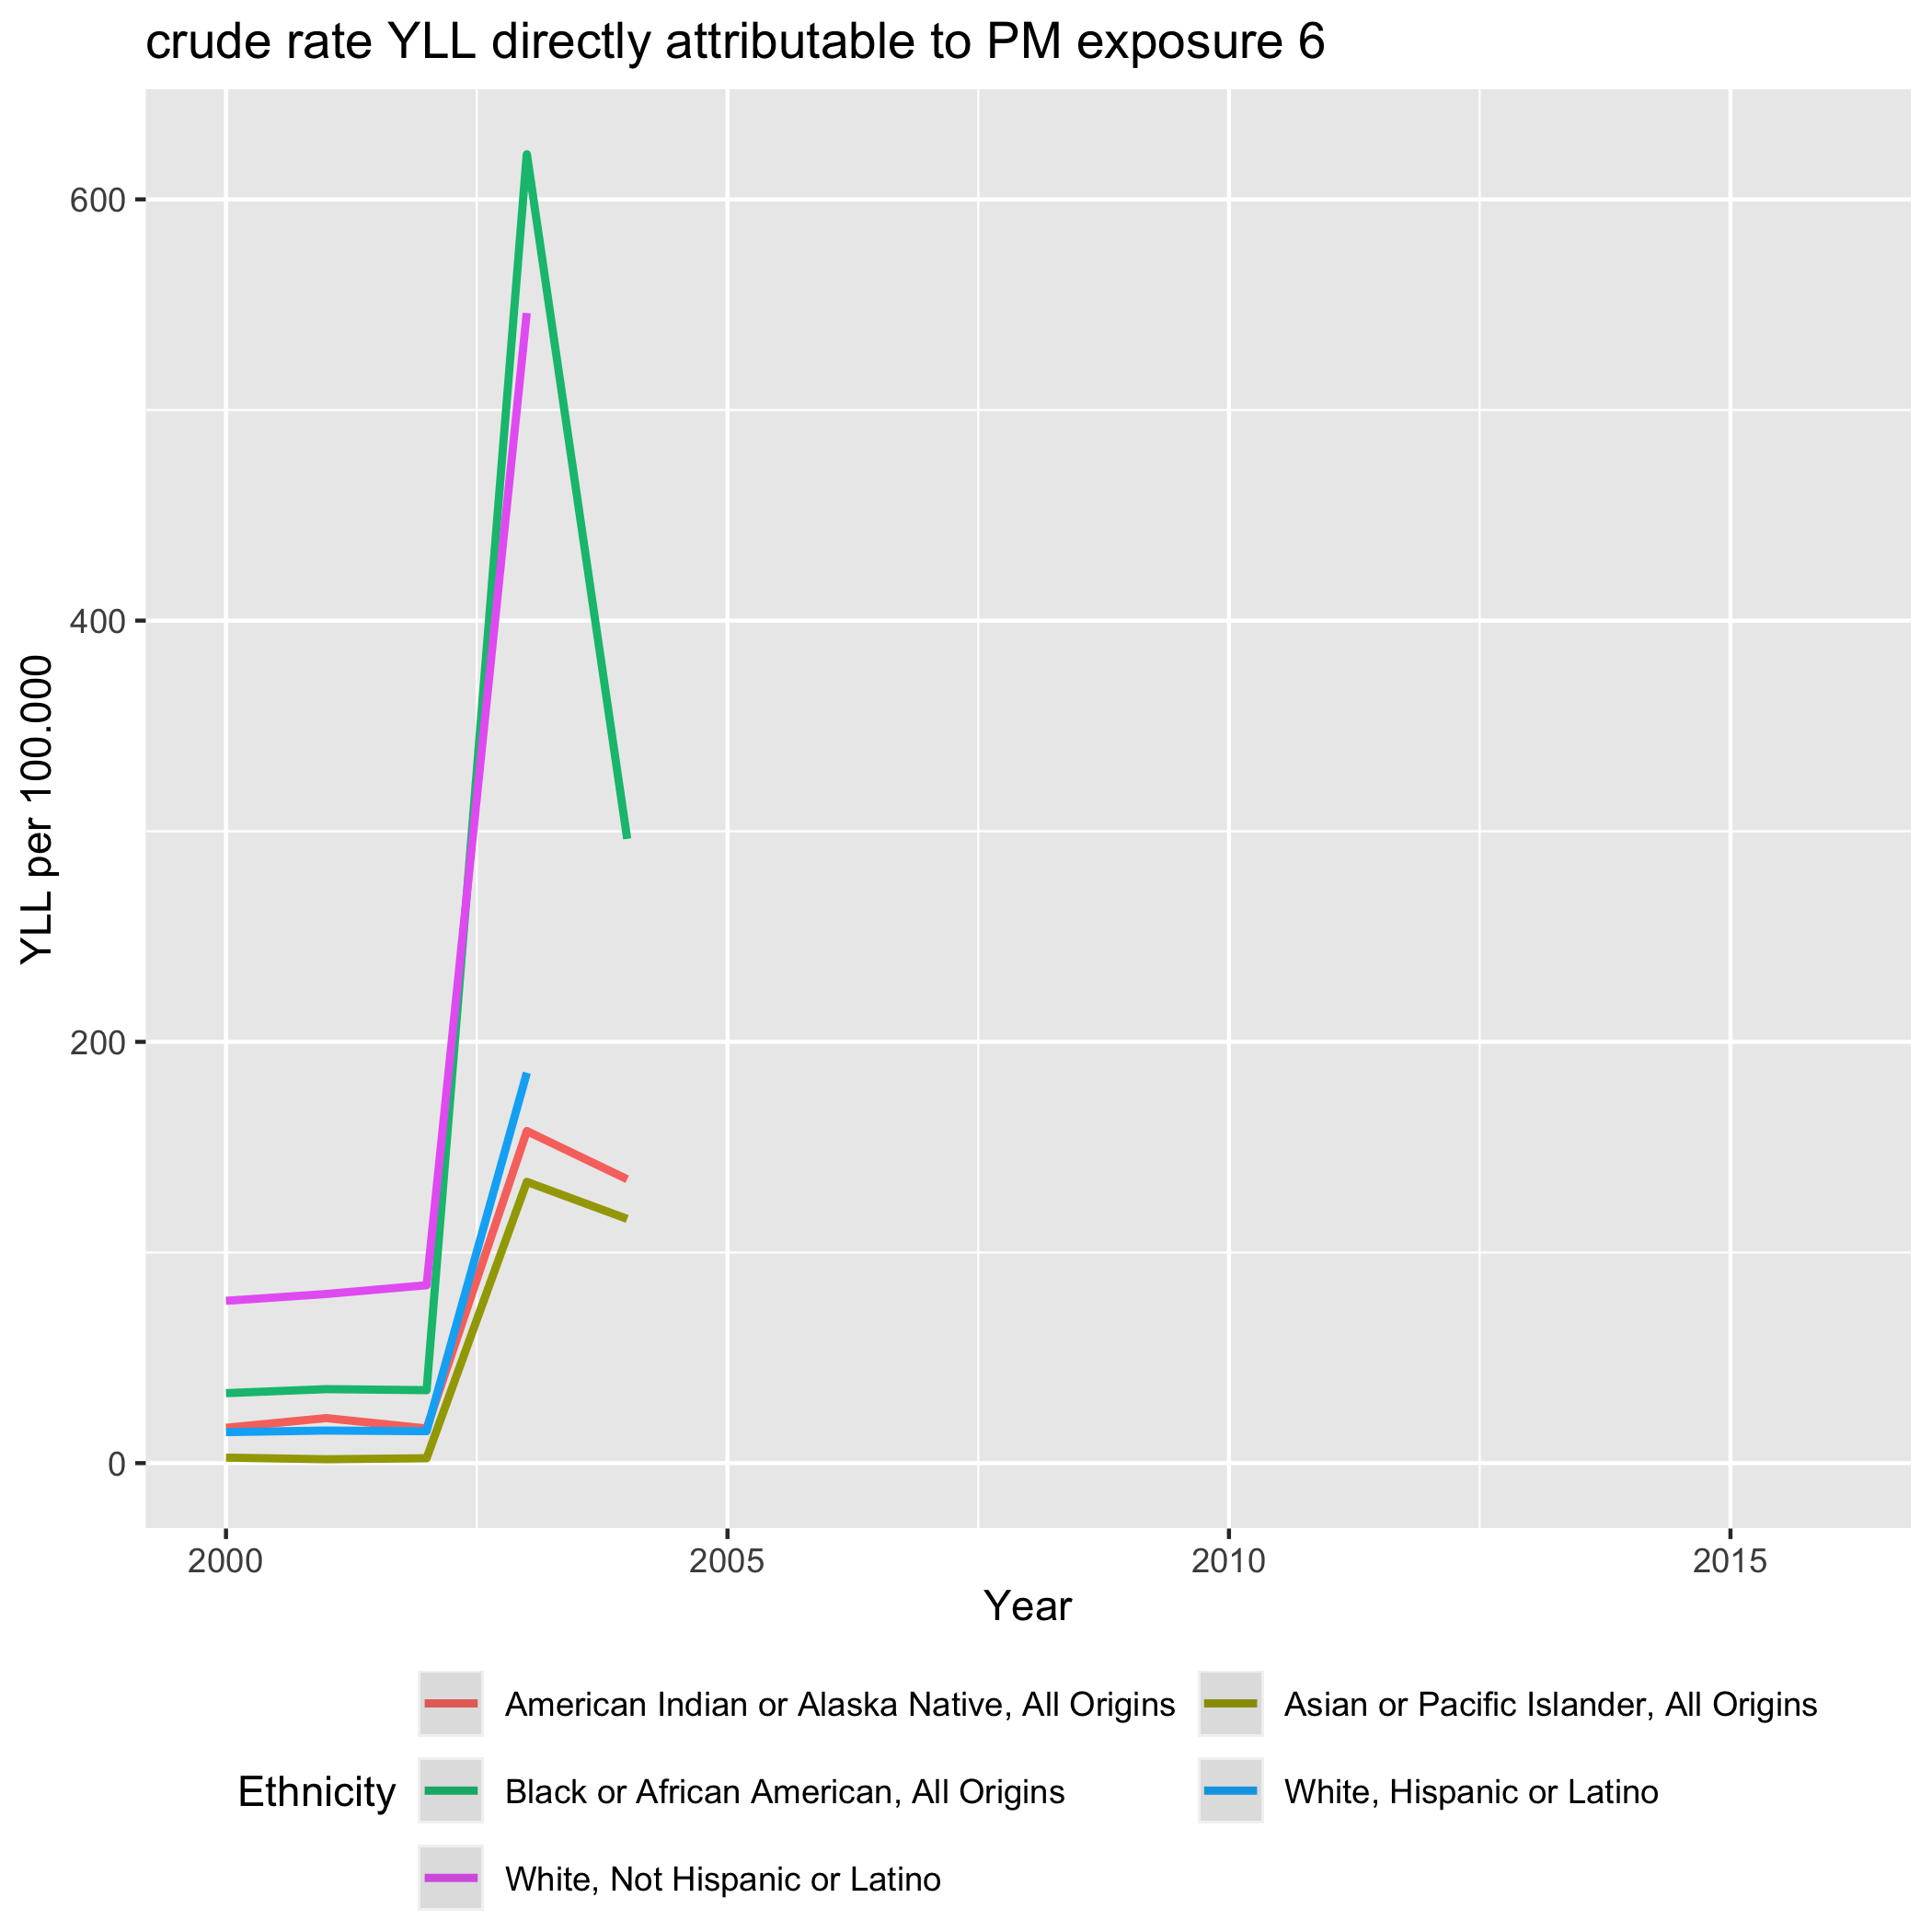 crude rate YLL directly attributable to PM exposure 6
YLL per 100.000
600
400
200
0
2000 2005 2010 2015
Year
Ethnicity
American Indian or Alaska Native, All Origins
Asian or Pacific Islander, All Origins
Black or African American, All Origins
White, Hispanic or Latino
White, Not Hispanic or Latino